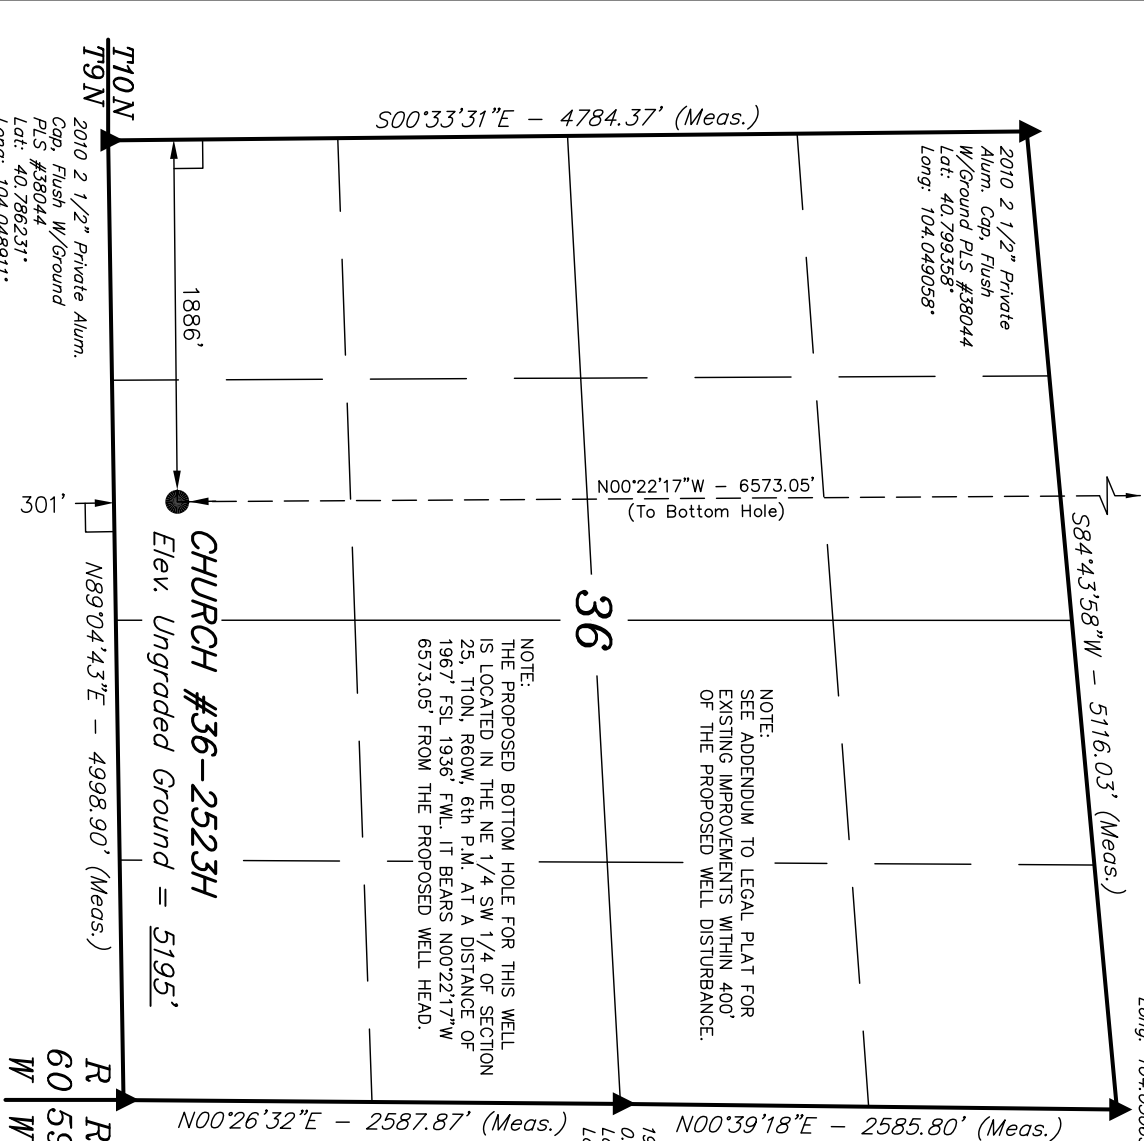 T10N
T9N
2010 2 1/2" Private Alum.
Cap, Flush W/Ground
PLS #38044
Lat: 40.786231°
Long: 104.048911°
S00°33'31"E - 4784.37' (Meas.)
2010 2 1/2" Private
Alum. Cap, Flush
W/Ground PLS #38044
Lat: 40.799358°
Long: 104.049058°
1886'
301'
N00°22'17"W - 6573.05'
(To Bottom Hole)
S84°43'58"W - 5116.03' (Meas.)
CHURCH #36-2523H
Elev. Ungraded Ground = 5195'
N89°04'43"E - 4998.90' (Meas.)
36
NOTE:
THE PROPOSED BOTTOM HOLE FOR THIS WELL
IS LOCATED IN THE NE 1/4 SW 1/4 OF SECTION
25, T10N, R60W, 6th P.M. AT A DISTANCE OF
1967' FSL 1936' FWL. IT BEARS N00°22'17"W
6573.05' FROM THE PROPOSED WELL HEAD.
NOTE:
SEE ADDENDUM TO LEGAL PLAT FOR
EXISTING IMPROVEMENTS WITHIN 400'
OF THE PROPOSED WELL DISTURBANCE.
N00°26'32"E - 2587.87' (Meas.)
N00°39'18"E - 2585.80' (Meas.)
R R
60 59
W W